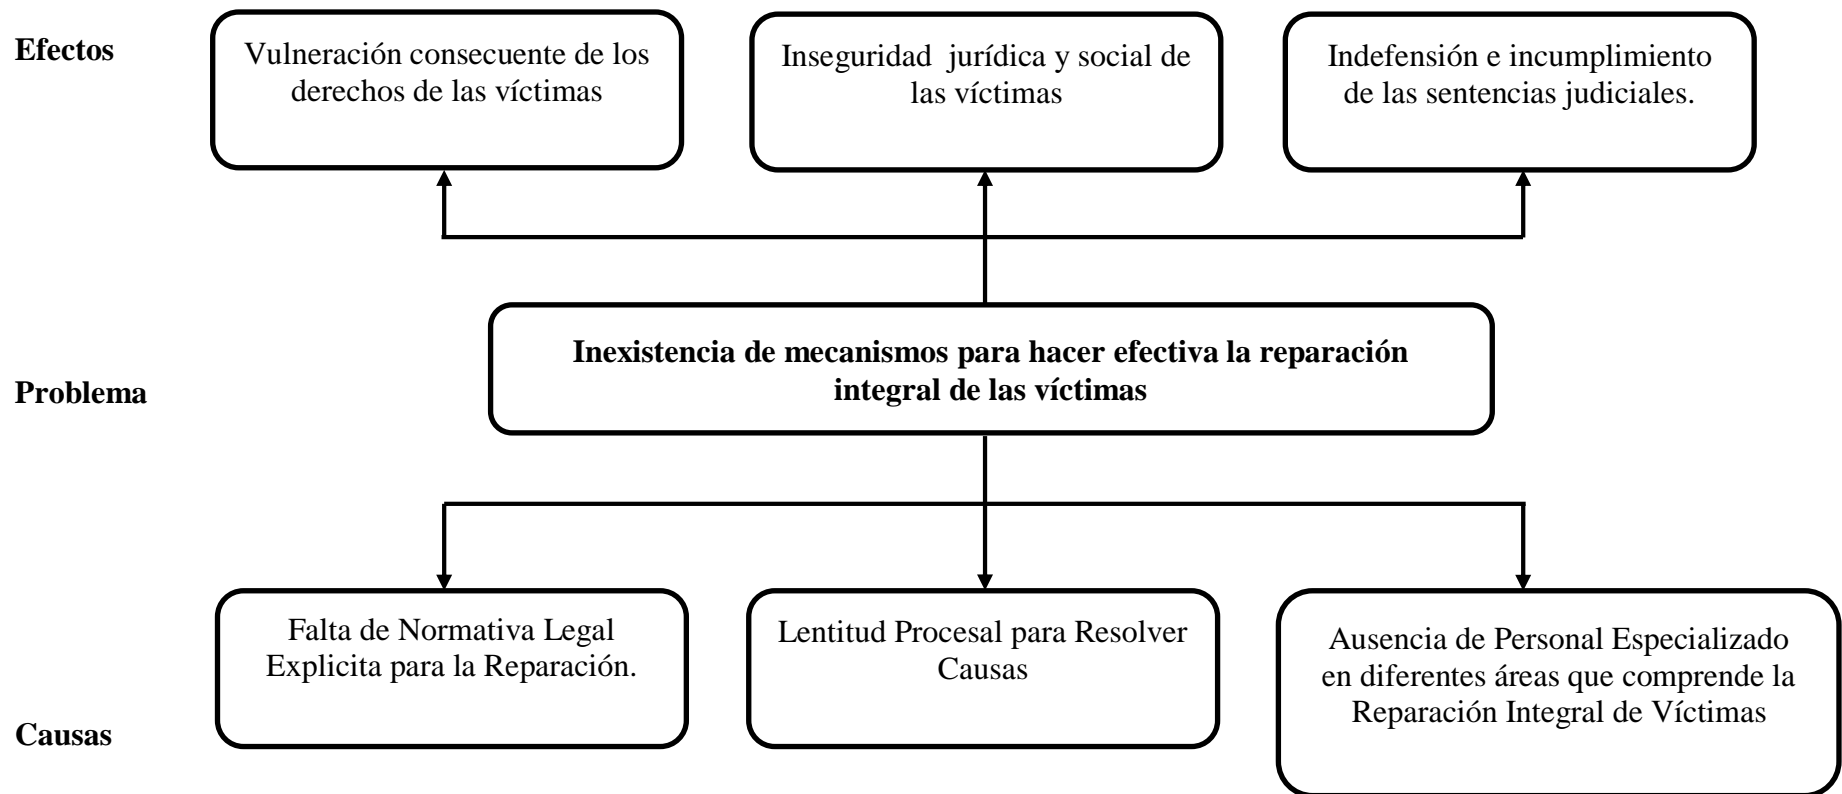 Efectos
Vulneración consecuente de los
derechos de las víctimas
Inseguridad jurídica y social de
las víctimas
Indefensión e incumplimiento
de las sentencias judiciales.
Problema
Inexistencia de mecanismos para hacer efectiva la reparación
integral de las víctimas
Causas
Falta de Normativa Legal
Explicita para la Reparación.
Lentitud Procesal para Resolver
Causas
Ausencia de Personal Especializado
en diferentes áreas que comprende la
Reparación Integral de Víctimas